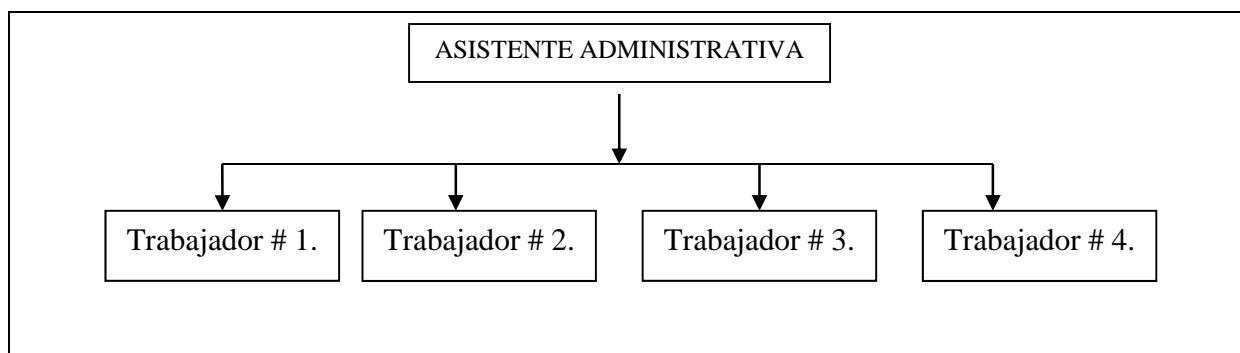 ASISTENTE ADMINISTRATIVA
Trabajador # 1.
Trabajador # 2.
Trabajador # 3.
Trabajador # 4.